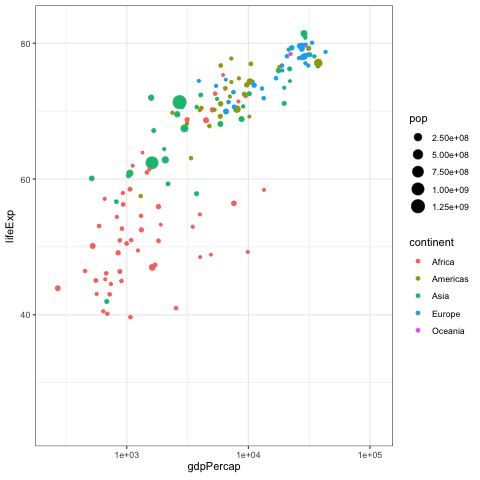 80
60
40
lifeExp
1e+03
1e+04
1e+05
gdpPercap
pop
2.50e+08
5.00e+08
7.50e+08
1.00e+09
1.25e+09
continent
Africa
Americas
Asia
Europe
Oceania